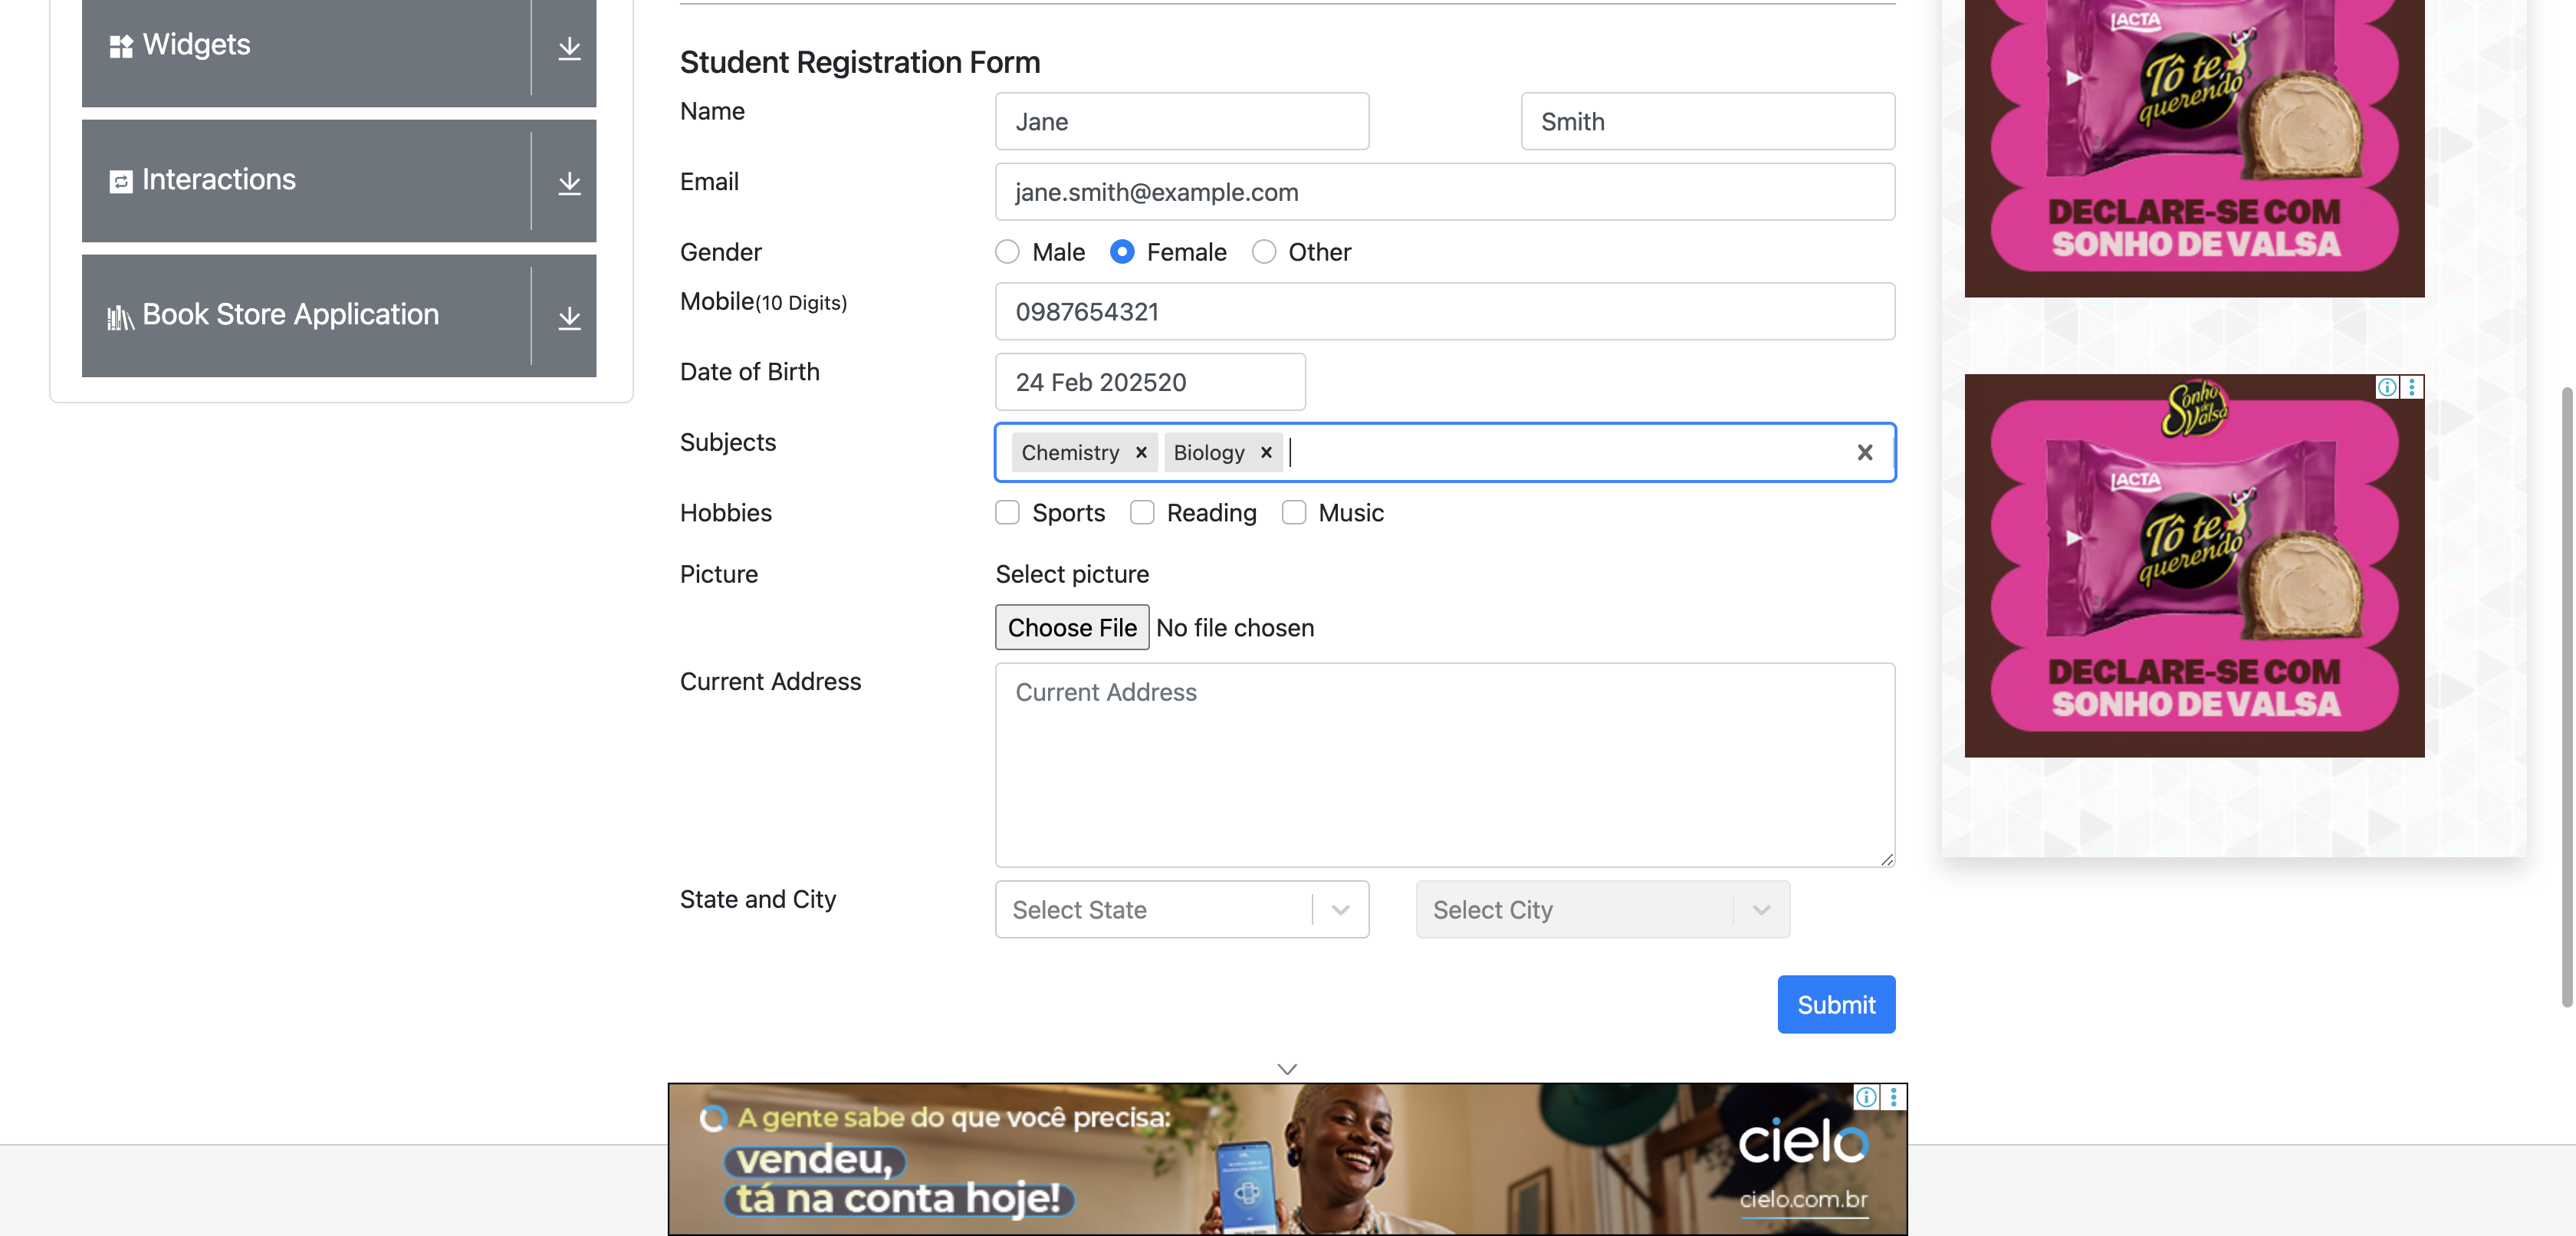 Widgets
Interactions
Book Store Application
Student Registration Form
Name
Jane
Smith
Email
jane.smith@example.com
Gender
Male
Female
Other
Mobile(10 Digits)
0987654321
Date of Birth
24 Feb 202520
Subjects
Chemistry
Biology
Hobbies
Sports
Reading
Music
Picture
Select picture
Choose File No file chosen
Current Address
Current Address
State and City
Select State
Select City
Submit
LACTA
Tô te
querendo
DECLARE-SE COM
SONHO DE VALSA
Sonho
de Valsa
LACTA
Tô te
querendo
DECLARE-SE COM
SONHO DE VALSA
A gente sabe do que você precisa:
vendeu,
tá na conta hoje!
cielo
cielo.com.br